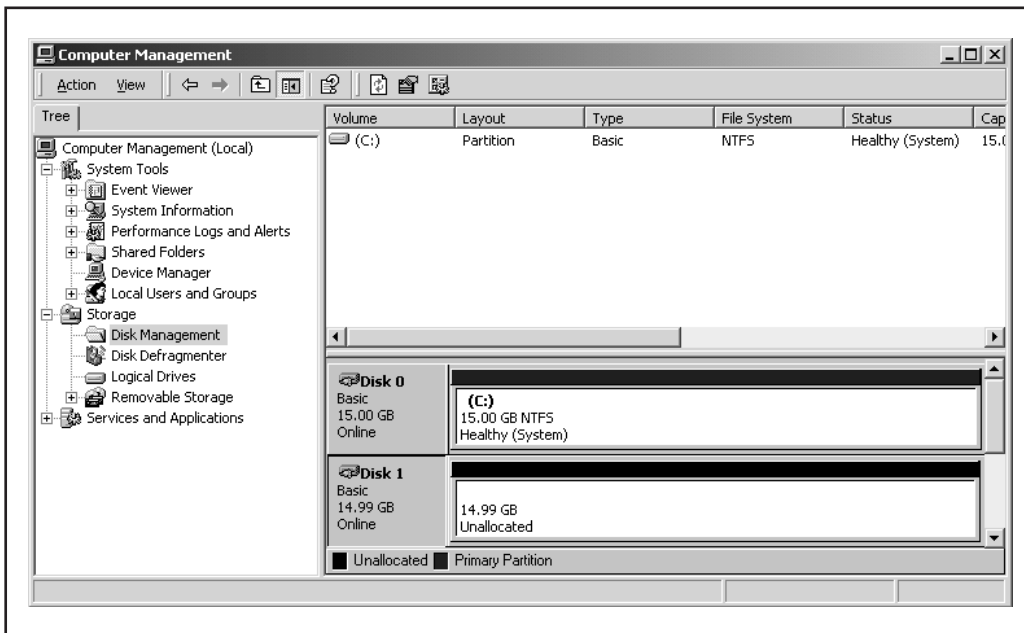 Computer Management
Action View
Tree
Computer Management (Local)
System Tools
Event Viewer
System Information
Performance Logs and Alerts
Shared Folders
Device Manager
Local Users and Groups
Storage
Disk Management
Disk Defragmenter
Logical Drives
Removable Storage
Services and Applications
Volume Layout Type File System Status Cap
(C:) Partition Basic NTFS Healthy (System) 15.0
Disk 0
Basic
15.00 GB
Online
(C:)
15.00 GB NTFS
Healthy (System)
Disk 1
Basic
14.99 GB
Online
14.99 GB
Unallocated
Unallocated Primary Partition